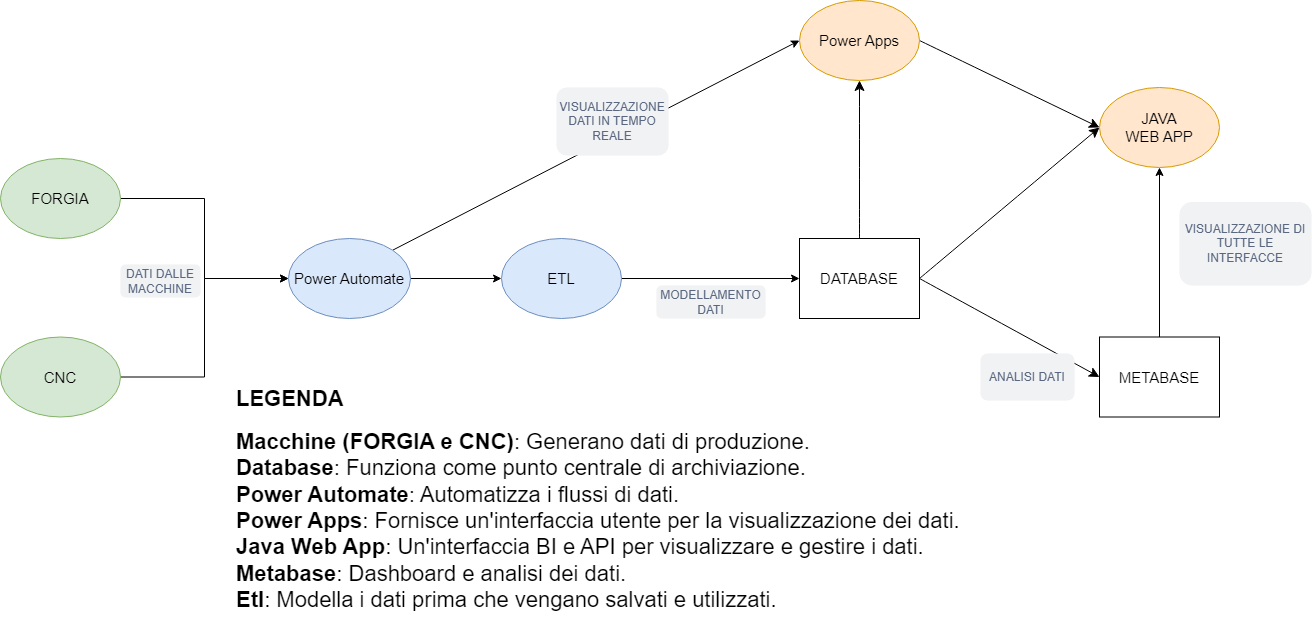 Power Apps
VISUALIZZAZIONE
DATI IN TEMPO
REALE
JAVA
WEB APP
FORGIA
VISUALIZZAZIONE DI
TUTTE LE
INTERFACCE
DATI DALLE
MACCHINE
Power Automate
ETL
DATABASE
MODELLAMENTO
DATI
CNC
ANALISI DATI
METABASE
LEGENDA
Macchine (FORGIA e CNC): Generano dati di produzione.
Database: Funziona come punto centrale di archiviazione.
Power Automate: Automatizza i flussi di dati.
Power Apps: Fornisce un'interfaccia utente per la visualizzazione dei dati.
Java Web App: Un'interfaccia BI e API per visualizzare e gestire i dati.
Metabase: Dashboard e analisi dei dati.
Etl: Modella i dati prima che vengano salvati e utilizzati.